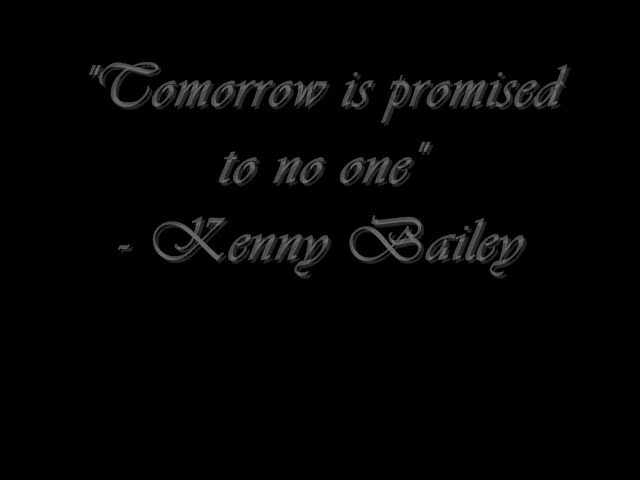 "Tomorrow is promised
to no one"
- Kenny Bailey